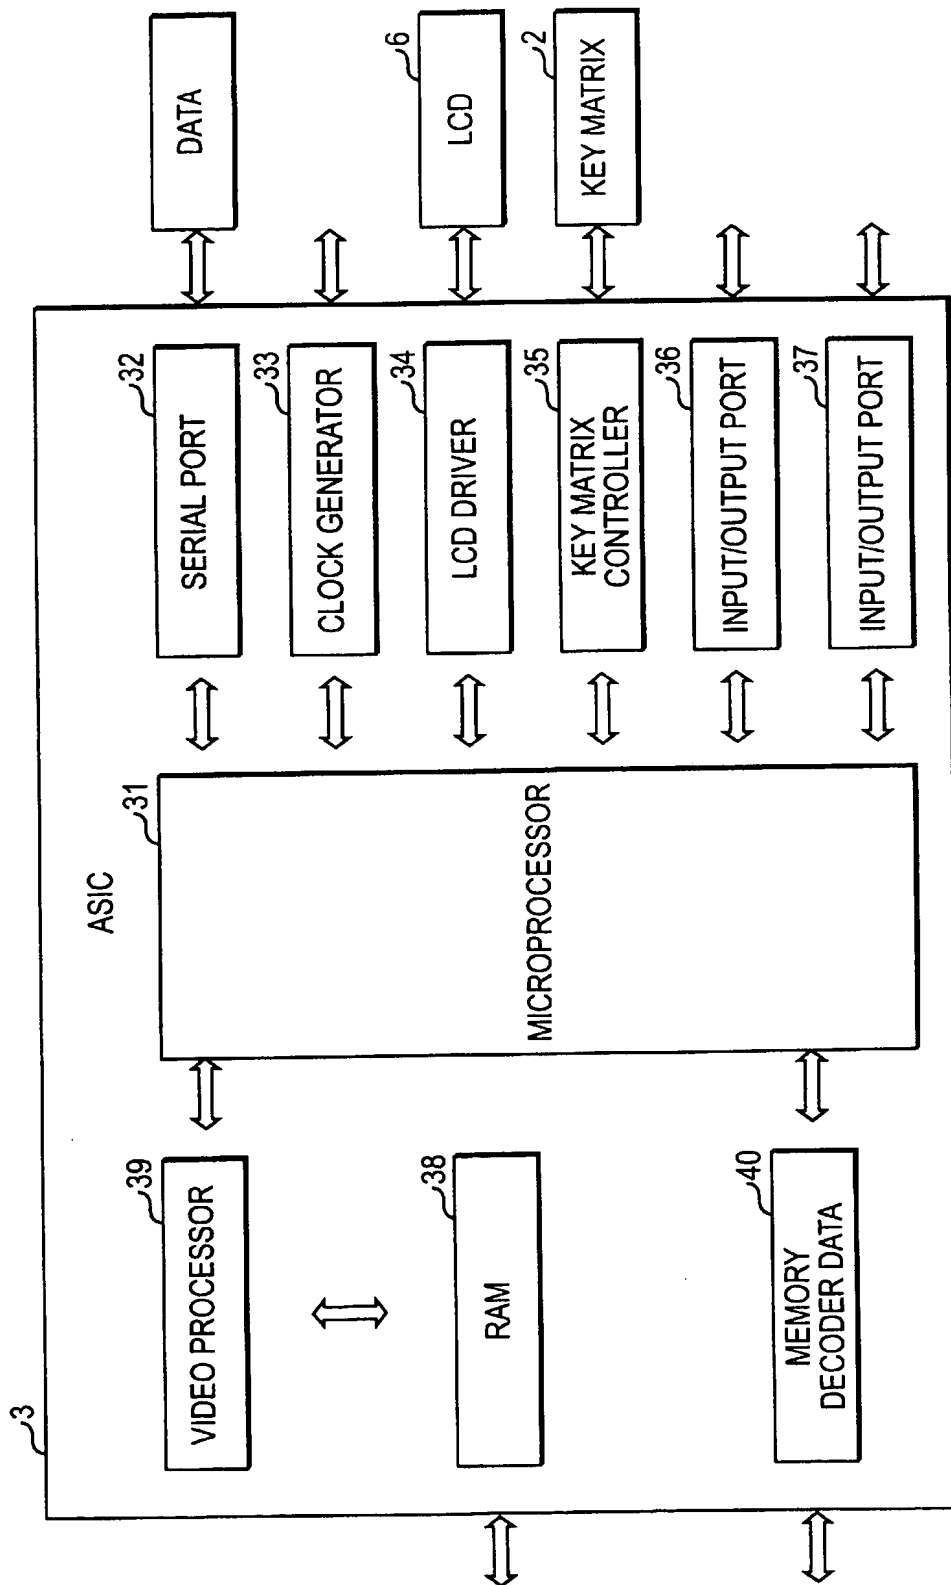 3
ASIC
39
VIDEO PROCESSOR
38
RAM
40
MEMORY
DECODER DATA
31
MICROPROCESSOR
32
SERIAL PORT
33
CLOCK GENERATOR
34
LCD DRIVER
35
KEY MATRIX
CONTROLLER
36
INPUT/OUTPUT PORT
37
INPUT/OUTPUT PORT
DATA
6
LCD
2
KEY MATRIX